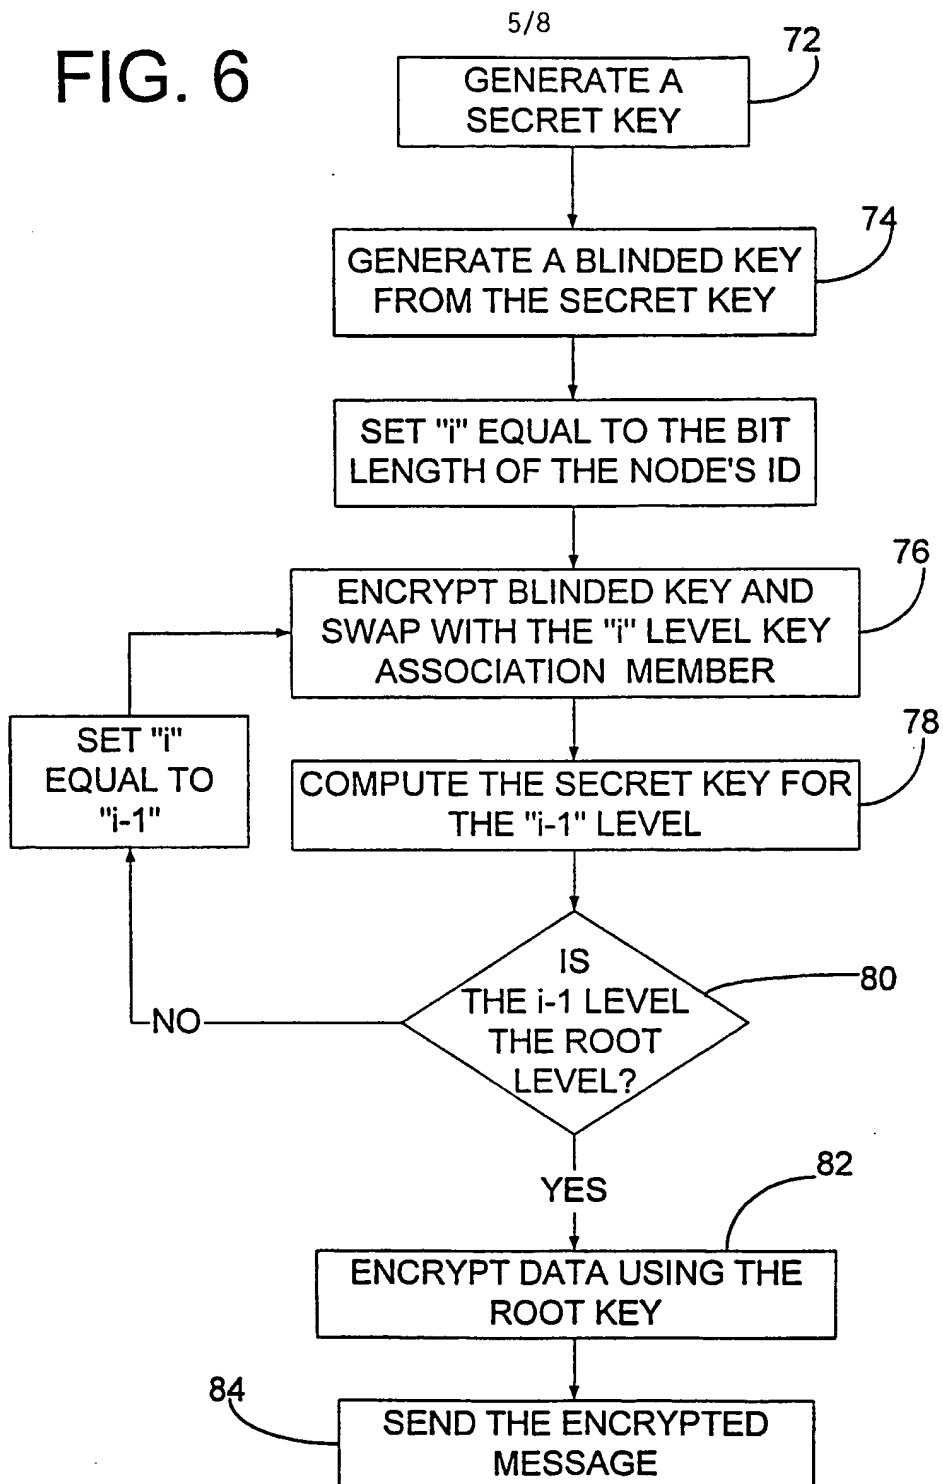 5/8
FIG. 6
72
GENERATE A
SECRET KEY
74
GENERATE A BLINDED KEY
FROM THE SECRET KEY
SET "i" EQUAL TO THE BIT
LENGTH OF THE NODE'S ID
76
ENCRYPT BLINDED KEY AND
SWAP WITH THE "i" LEVEL KEY
ASSOCIATION MEMBER
SET "i"
EQUAL TO
"i-1"
78
COMPUTE THE SECRET KEY FOR
THE "i-1" LEVEL
IS
THE i-1 LEVEL
THE ROOT
LEVEL?
80
NO
YES
82
ENCRYPT DATA USING THE
ROOT KEY
84
SEND THE ENCRYPTED
MESSAGE